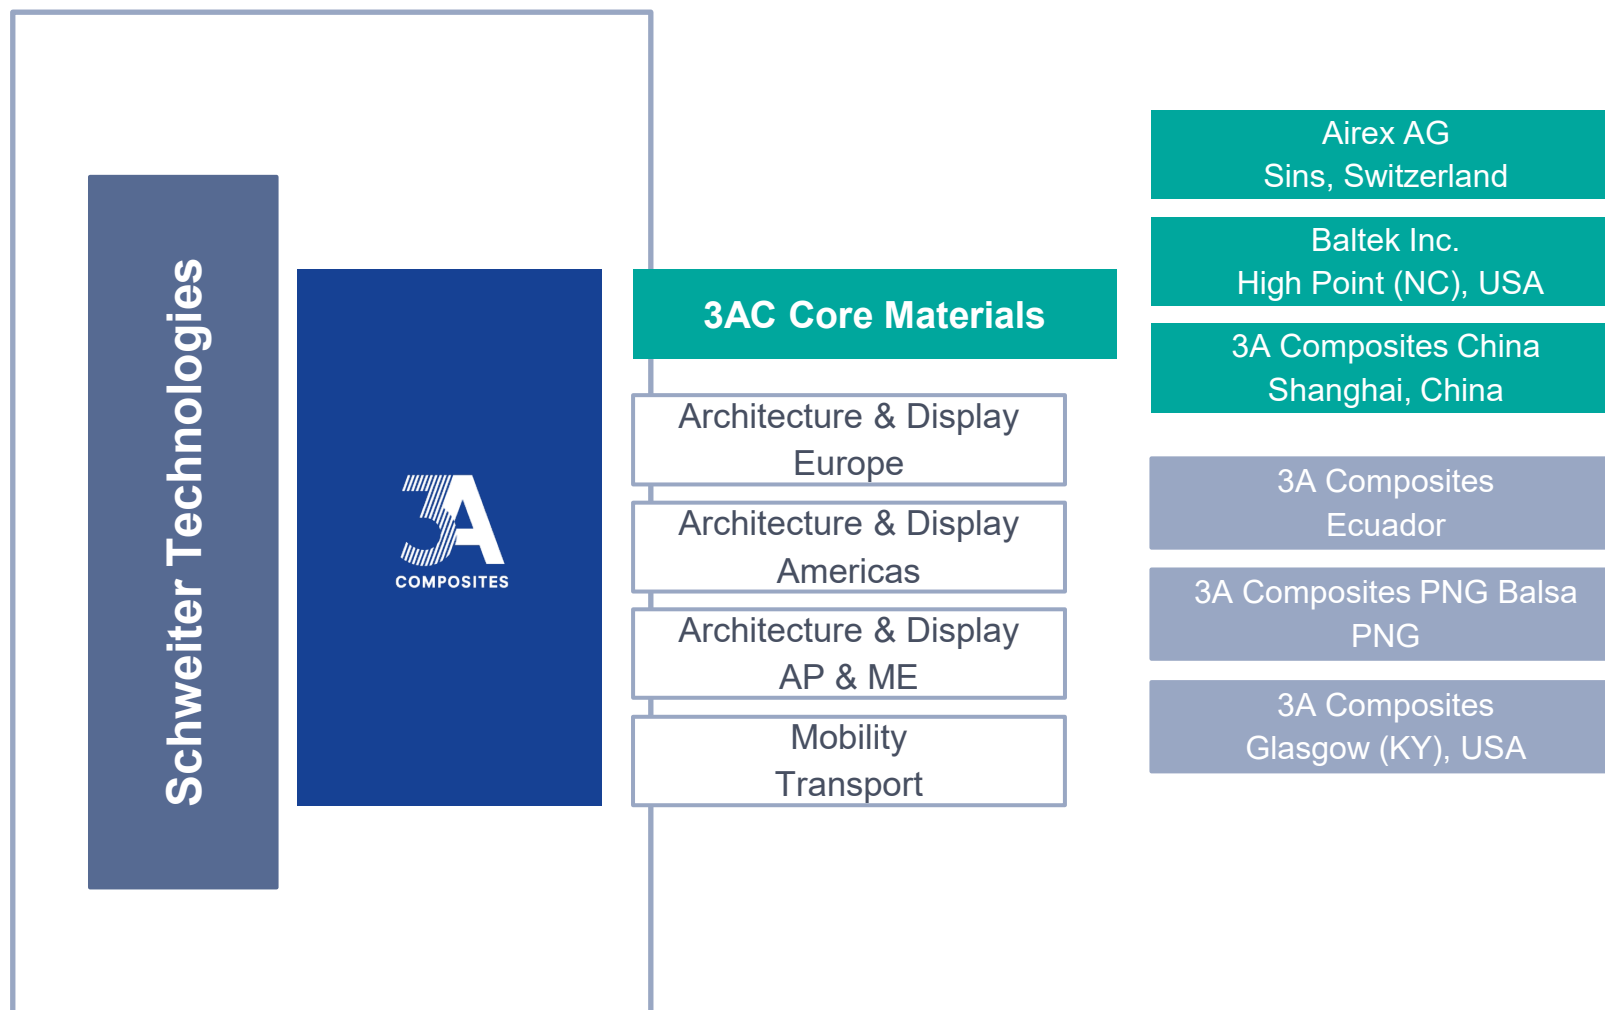 Schweiter Technologies
3A
COMPOSITES
3AC Core Materials
Architecture & Display
Europe
Architecture & Display
Americas
Architecture & Display
AP & ME
Mobility
Transport
Airex AG
Sins, Switzerland
Baltek Inc.
High Point (NC), USA
3A Composites China
Shanghai, China
3A Composites
Ecuador
3A Composites PNG Balsa
PNG
3A Composites
Glasgow (KY), USA